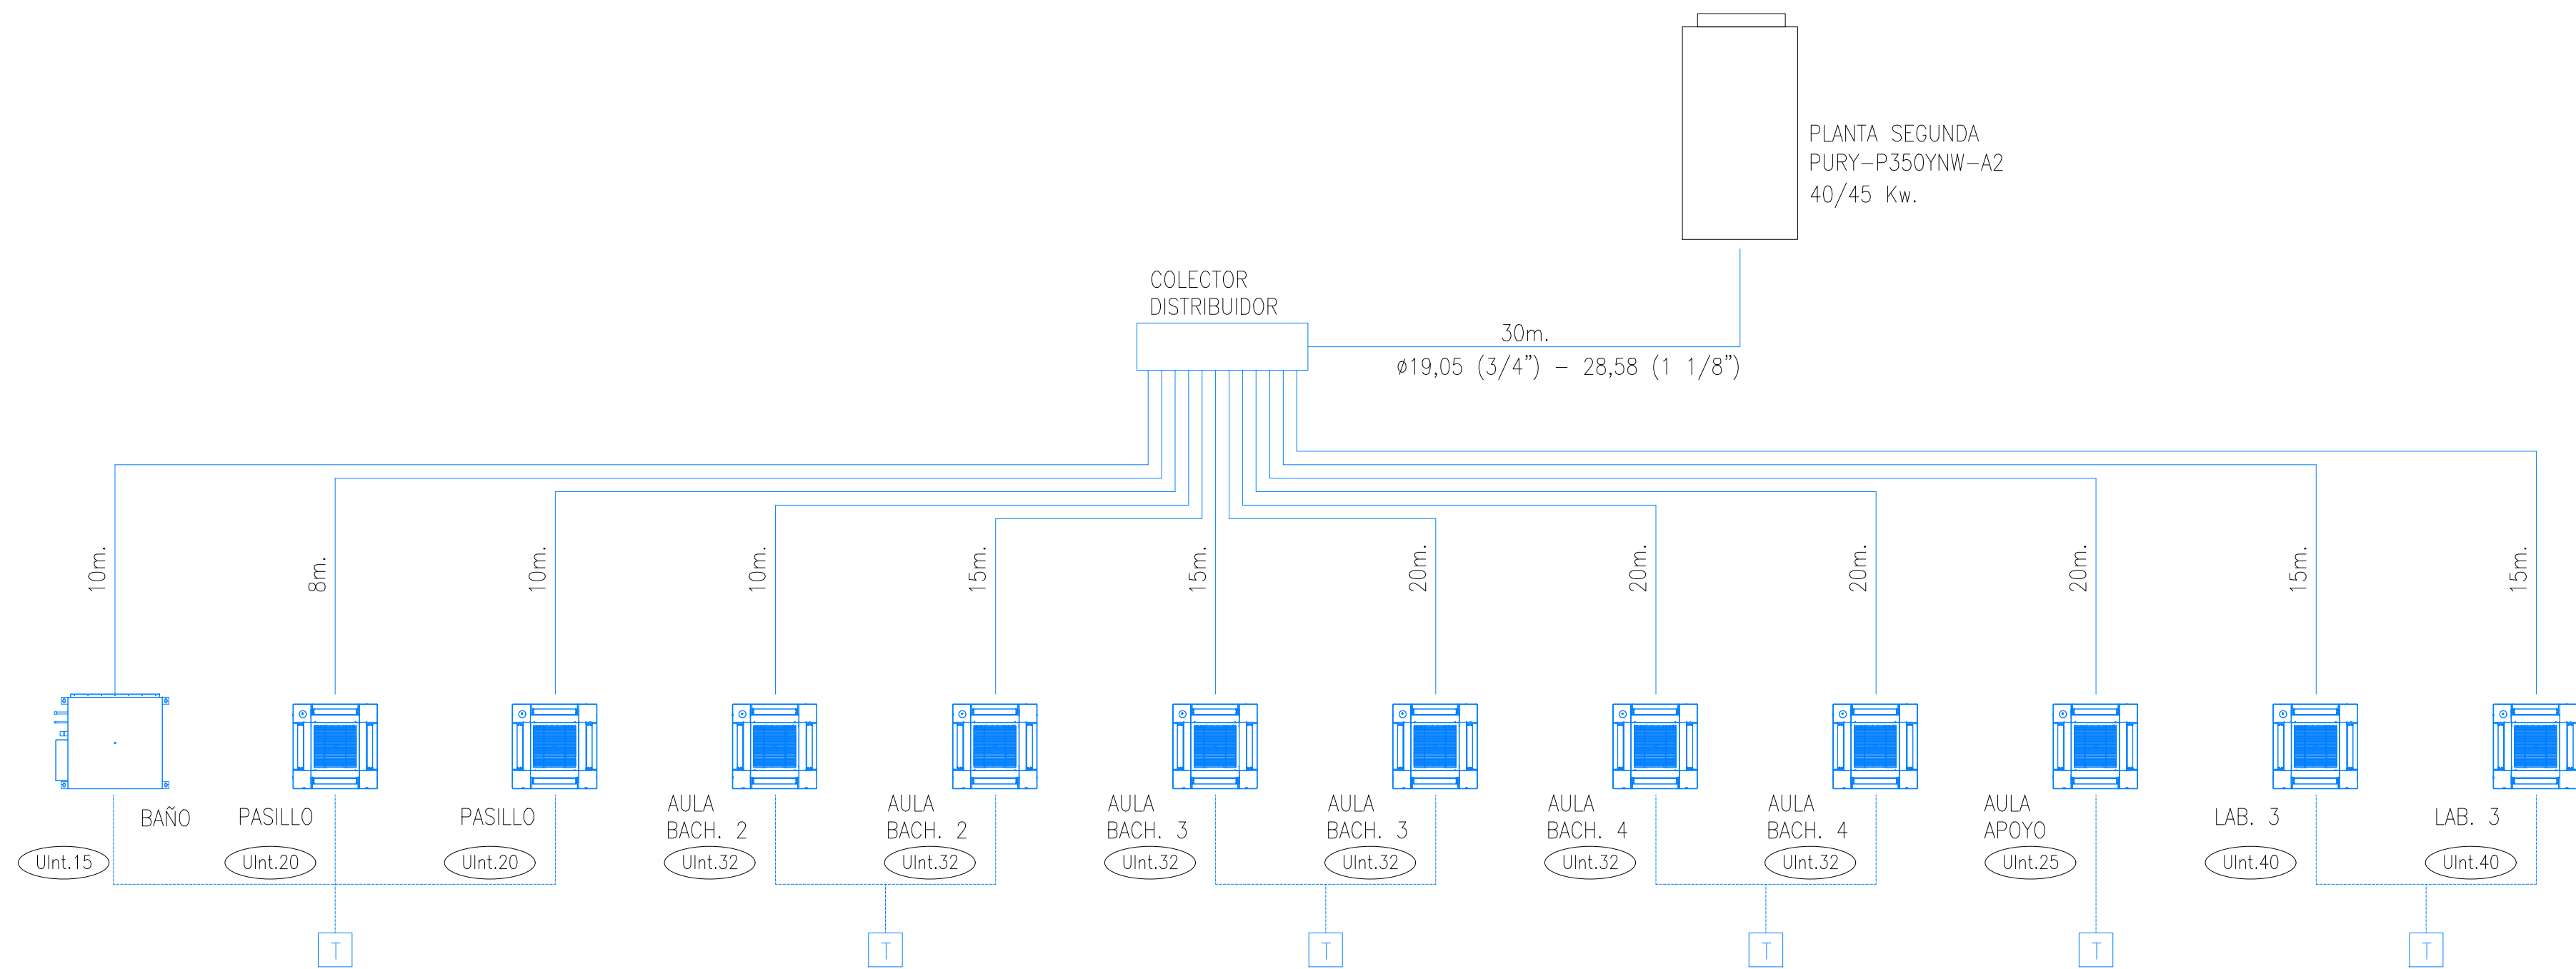 PLANTA SEGUNDA
PURY-P350YNW-A2
40/45 Kw.
COLECTOR
DISTRIBUIDOR
30m.
ø19,05 (3/4") - 28,58 (1 1/8")
10m.
8m.
10m.
10m.
15m.
15m.
20m.
20m.
20m.
20m.
15m.
15m.
BAÑO
UInt.15
PASILLO
UInt.20
PASILLO
UInt.20
AULA
BACH. 2
UInt.32
AULA
BACH. 2
UInt.32
AULA
BACH. 3
UInt.32
AULA
BACH. 3
UInt.32
AULA
BACH. 4
UInt.32
AULA
BACH. 4
UInt.32
AULA
APOYO
UInt.25
LAB. 3
UInt.40
LAB. 3
UInt.40
T
T
T
T
T
T